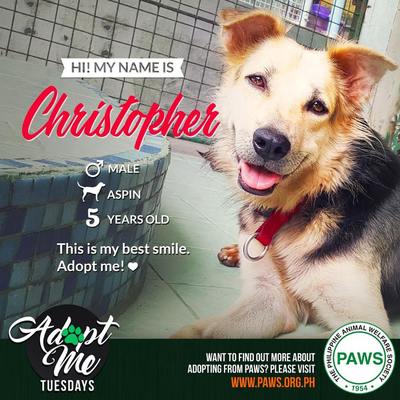 HI! MY NAME IS
Christopher
MALE
ASPIN
5 YEARS OLD
This is my best smile.
Adopt me!
Adopt
Me
TUESDAYS
WANT TO FIND OUT MORE ABOUT
ADOPTING FROM PAWS? PLEASE VISIT
WWW.PAWS.ORG.PH
THE PHILIPPINE ANIMAL WELFARE SOCIETY
PAWS
1954